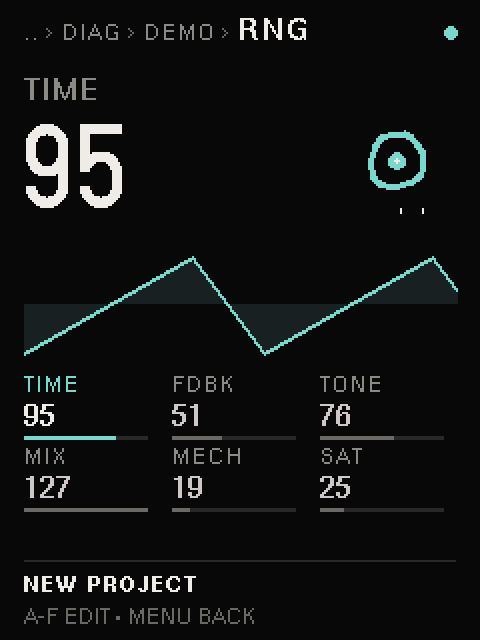 ..› DIAG › DEMO › RNG
TIME
95
TIME FDBK TONE
95 51 76
MIX MECH SAT
127 19 25
NEW PROJECT
A-F EDIT· MENU BACK